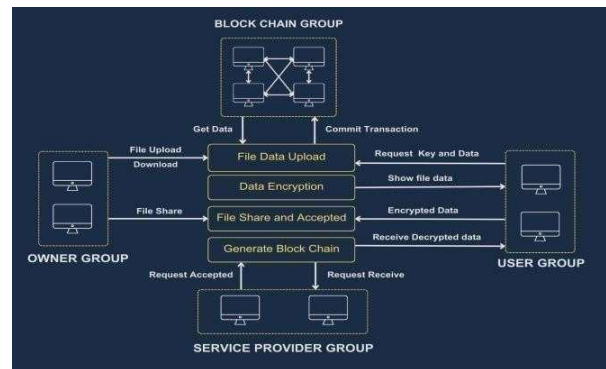 BLOCK CHAIN GROUP
Get Data
Commit Transaction
File Upload
Download
File Data Upload
Request Key and Data
Data Encryption
Show file data
File Share
File Share and Accepted
Encrypted Data
Generate Block Chain
Receive Decrypted data
OWNER GROUP
USER GROUP
Request Accepted
Request Receive
SERVICE PROVIDER GROUP